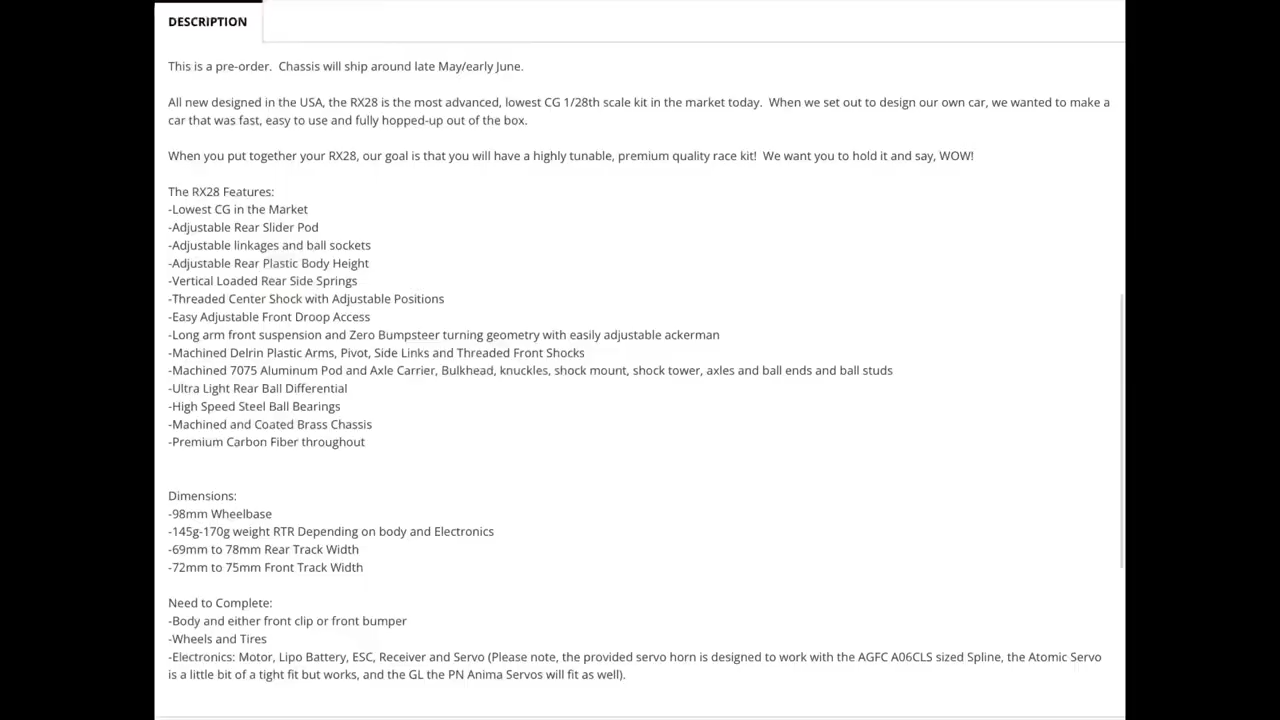 DESCRIPTION
This is a pre-order.  Chassis will ship around late May/early June.
All new designed in the USA, the RX28 is the most advanced, lowest CG 1/28th scale kit in the market today.  When we set out to design our own car, we wanted to make a
car that was fast, easy to use and fully hopped-up out of the box.
When you put together your RX28, our goal is that you will have a highly tunable, premium quality race kit!  We want you to hold it and say, WOW!
The RX28 Features:
-Lowest CG in the Market
-Adjustable Rear Slider Pod
-Adjustable linkages and ball sockets
-Adjustable Rear Plastic Body Height
-Vertical Loaded Rear Side Springs
-Threaded Center Shock with Adjustable Positions
-Easy Adjustable Front Droop Access
-Long arm front suspension and Zero Bumpsteer turning geometry with easily adjustable ackerman
-Machined Delrin Plastic Arms, Pivot, Side Links and Threaded Front Shocks
-Machined 7075 Aluminum Pod and Axle Carrier, Bulkhead, knuckles, shock mount, shock tower, axles and ball ends and ball studs
-Ultra Light Rear Ball Differential
-High Speed Steel Ball Bearings
-Machined and Coated Brass Chassis
-Premium Carbon Fiber throughout
Dimensions:
-98mm Wheelbase
-145g-170g weight RTR Depending on body and Electronics
-69mm to 78mm Rear Track Width
-72mm to 75mm Front Track Width
Need to Complete:
-Body and either front clip or front bumper
-Wheels and Tires
-Electronics: Motor, Lipo Battery, ESC, Receiver and Servo (Please note, the provided servo horn is designed to work with the AGFC A06CLS sized Spline, the Atomic Servo
is a little bit of a tight fit but works, and the GL the PN Anima Servos will fit as well).